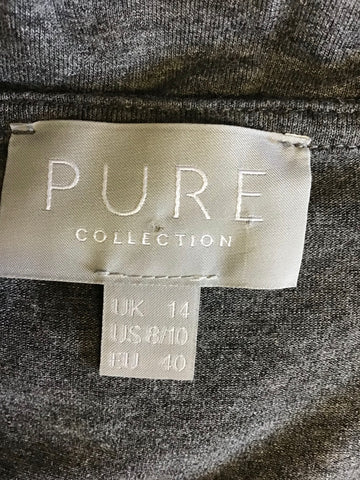 PURE
COLLECTION
UK 14
US 8/10
EU 40